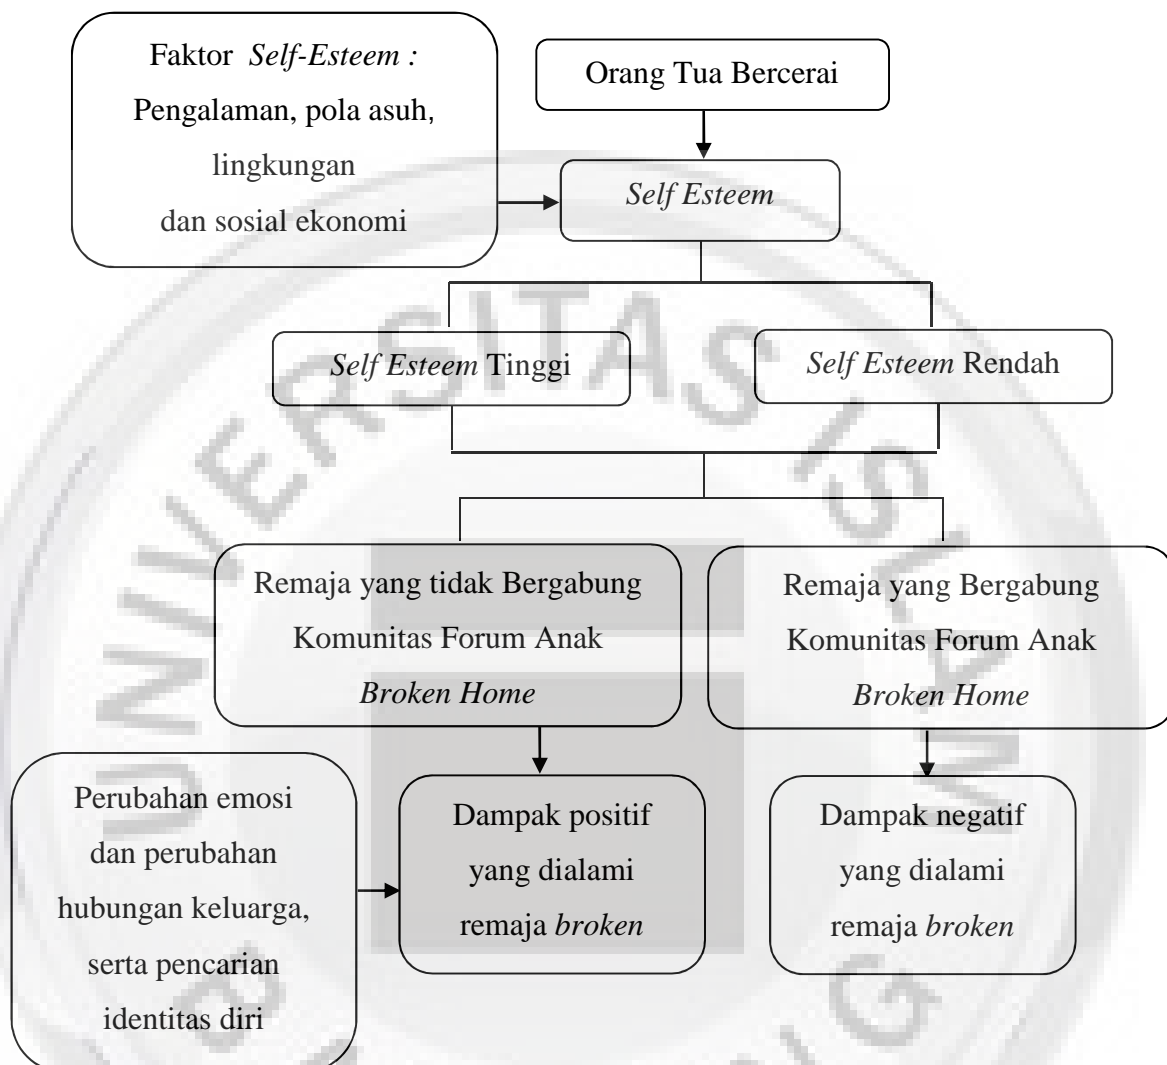 Faktor Self-Esteem :
Pengalaman, pola asuh,
lingkungan
dan sosial ekonomi
Orang Tua Bercerai
Self Esteem
Self Esteem Tinggi
Self Esteem Rendah
Remaja yang tidak Bergabung
Komunitas Forum Anak
Broken Home
Remaja yang Bergabung
Komunitas Forum Anak
Broken Home
Perubahan emosi
dan perubahan
hubungan keluarga,
serta pencarian
identitas diri
Dampak positif
yang dialami
remaja broken
Dampak negatif
yang dialami
remaja broken
UNIVERSITAS ISLAM